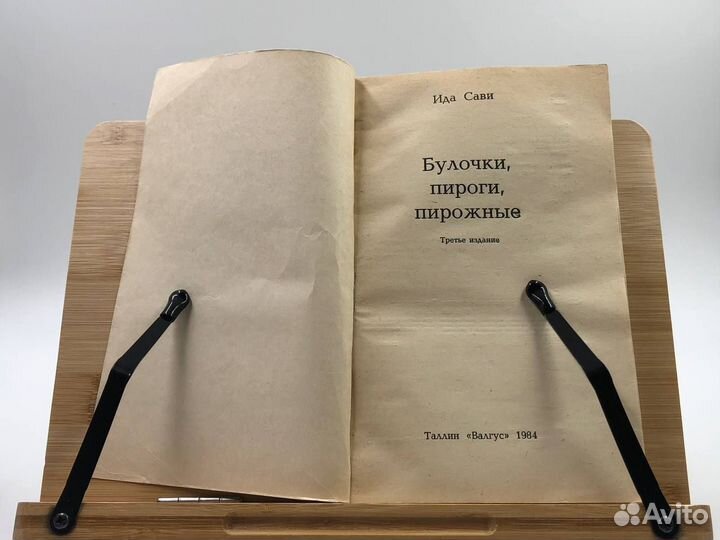 Ида Сави
Булочки,
пироги,
пирожные
Третье издание
Таллин «Валгус» 1984
Avito